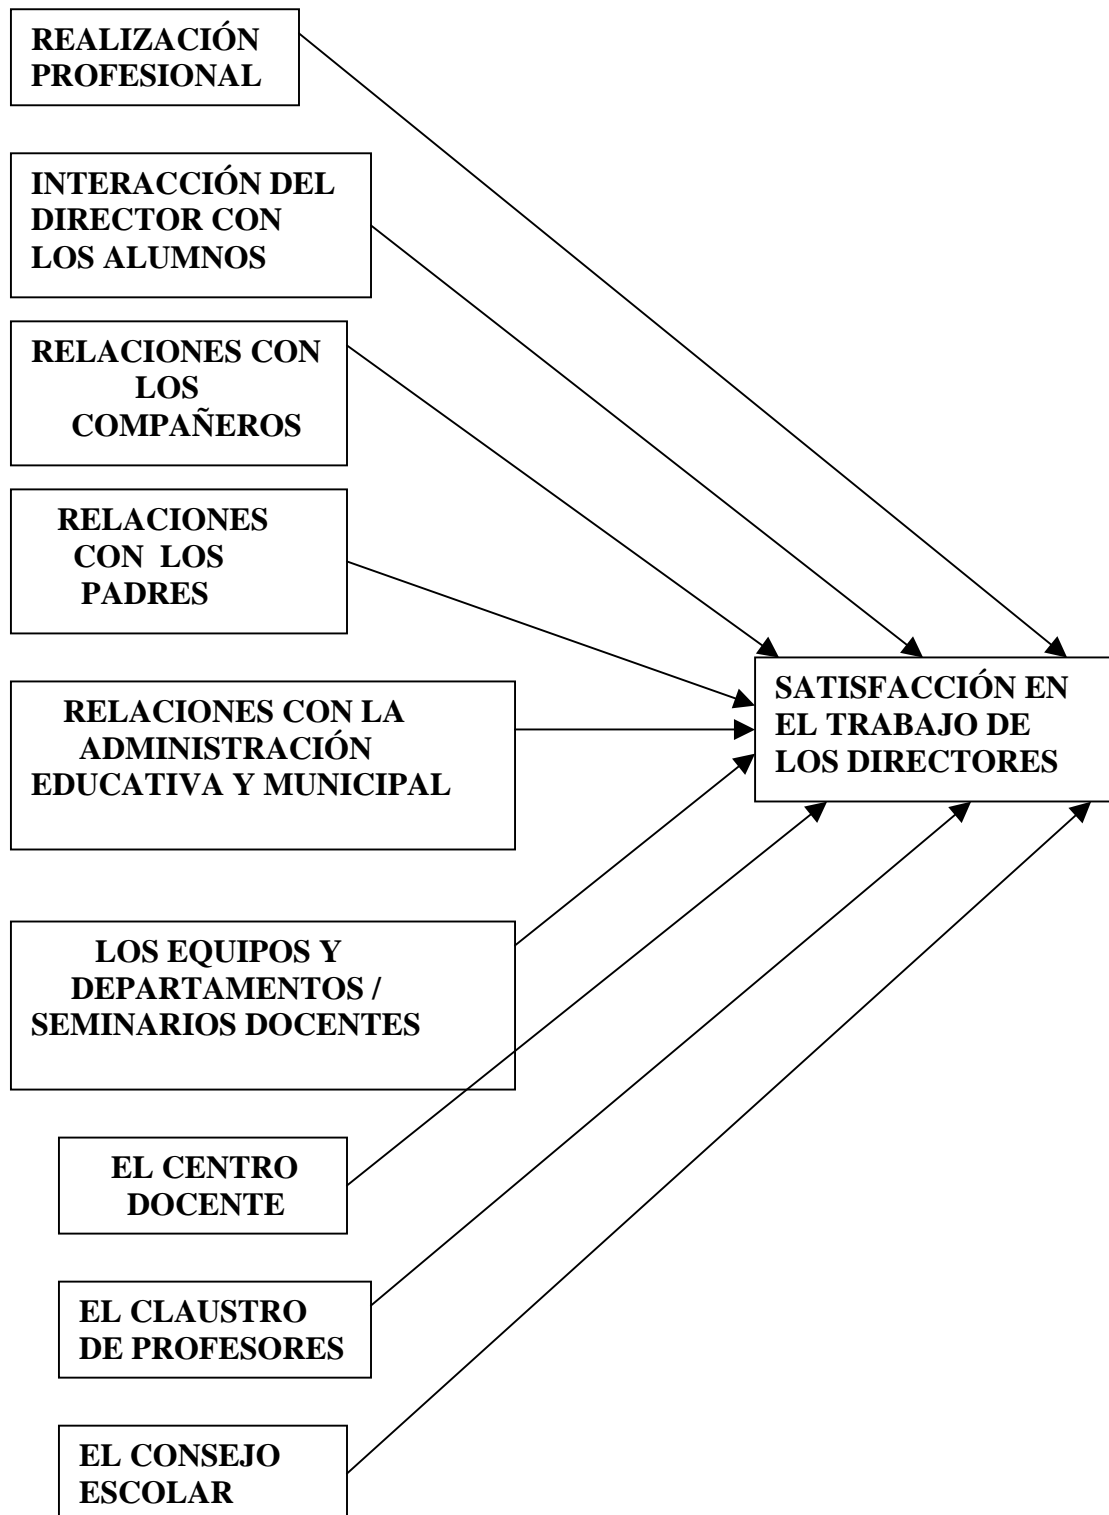 REALIZACIÓN
PROFESIONAL
INTERACCIÓN DEL
DIRECTOR CON
LOS ALUMNOS
RELACIONES CON
LOS
COMPAÑEROS
RELACIONES
CON LOS
PADRES
RELACIONES CON LA
ADMINISTRACIÓN
EDUCATIVA Y MUNICIPAL
SATISFACCIÓN EN
EL TRABAJO DE
LOS DIRECTORES
LOS EQUIPOS Y
DEPARTAMENTOS /
SEMINARIOS DOCENTES
EL CENTRO
DOCENTE
EL CLAUSTRO
DE PROFESORES
EL CONSEJO
ESCOLAR